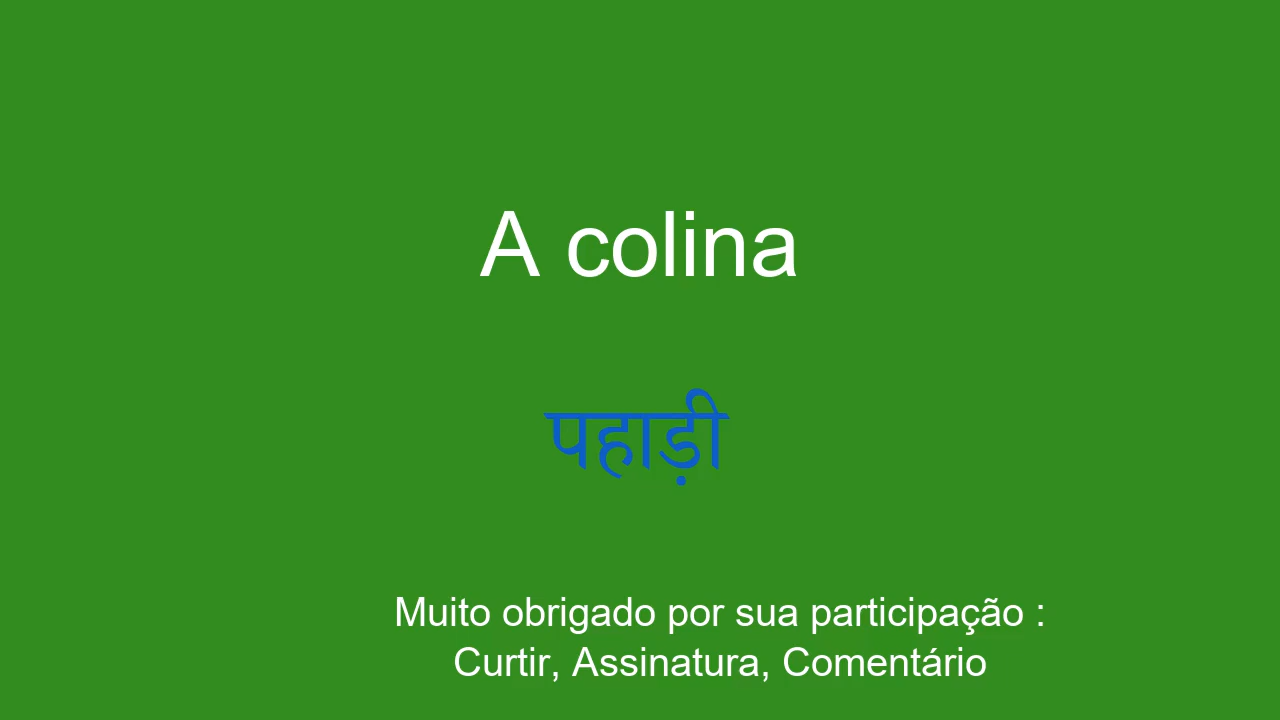 A colina
पहाड़ी
Muito obrigado por sua participação :
Curtir, Assinatura, Comentário